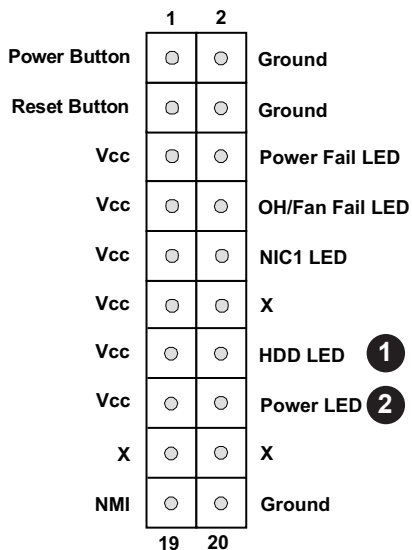 1 2
Power Button Ground
Reset Button Ground
Vcc Power Fail LED
Vcc OH/Fan Fail LED
Vcc NIC1 LED
Vcc X
Vcc HDD LED 1
Vcc Power LED 2
X X
NMI Ground
19 20